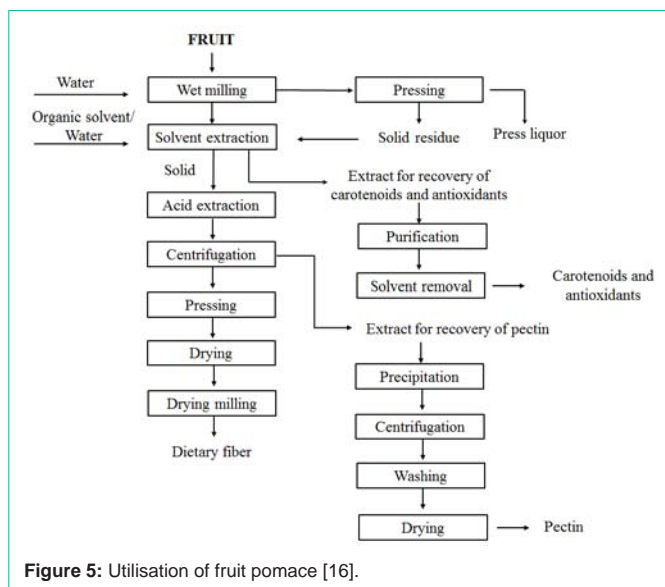 FRUIT
Water
Wet milling
Pressing
Organic solvent/
Water
Solvent extraction
Solid residue
Press liquor
Solid
Extract for recovery of
carotenoids and antioxidants
Acid extraction
Purification
Centrifugation
Solvent removal
Carotenoids and
antioxidants
Pressing
Extract for recovery of pectin
Drying
Precipitation
Drying milling
Centrifugation
Dietary fiber
Washing
Drying
Pectin
Figure 5: Utilisation of fruit pomace [16].